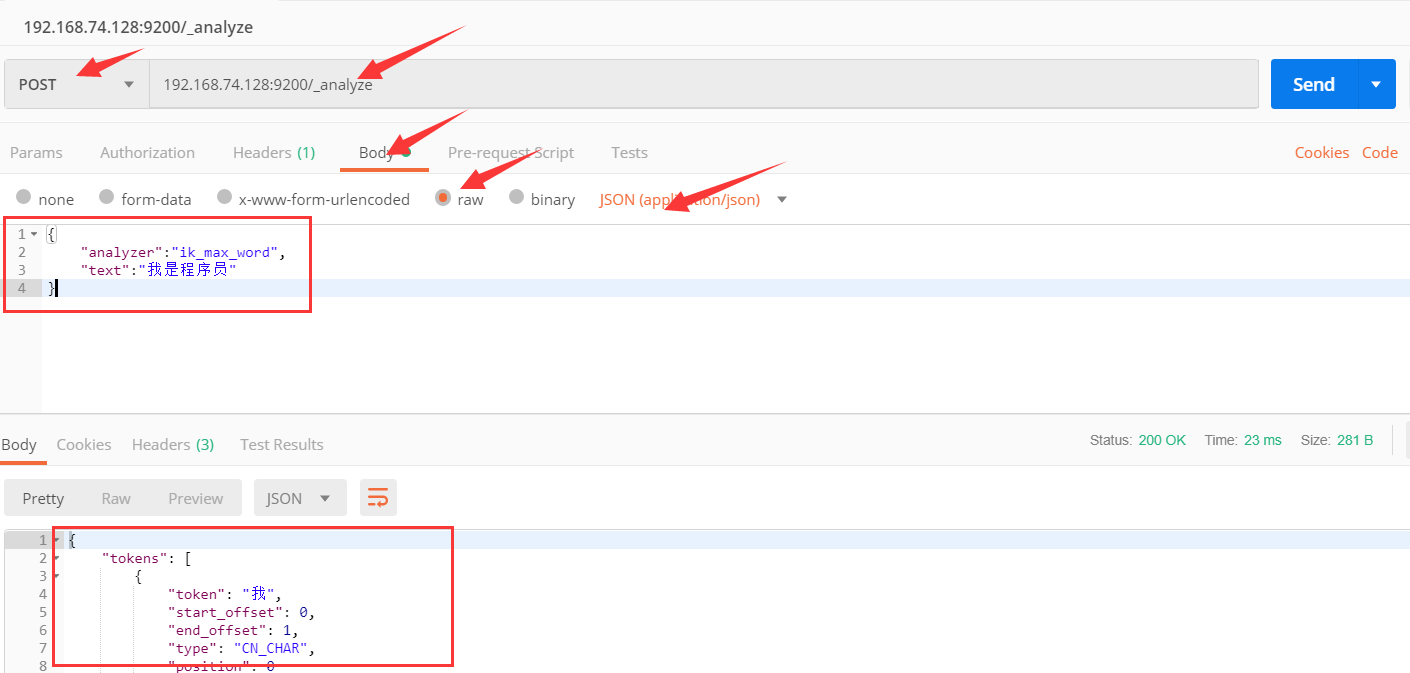 192.168.74.128:9200/_analyze
POST 192.168.74.128:9200/_analyze Send
Params Authorization Headers (1) Body Pre-request Script Tests Cookies Code
none form-data x-www-form-urlencoded raw binary JSON (application/json)
1 {
2 "analyzer":"ik_max_word",
3 "text":"我是程序员"
4 }
Body Cookies Headers (3) Test Results Status: 200 OK Time: 23 ms Size: 281 B
Pretty Raw Preview JSON
1 {
2 "tokens": [
3 {
4 "token": "我",
5 "start_offset": 0,
6 "end_offset": 1,
7 "type": "CN_CHAR",
8 "position": 0